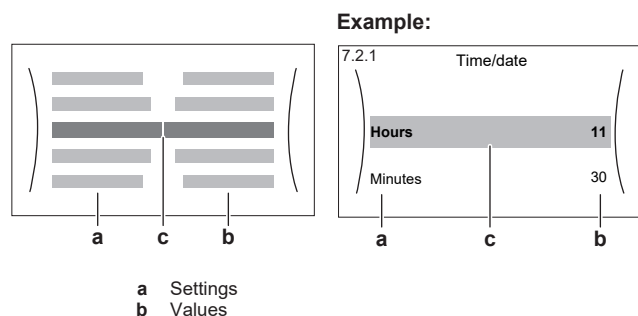 Example:
7.2.1 Time/date
Hours 11
Minutes 30
a c b
a c b
a Settings
b Values